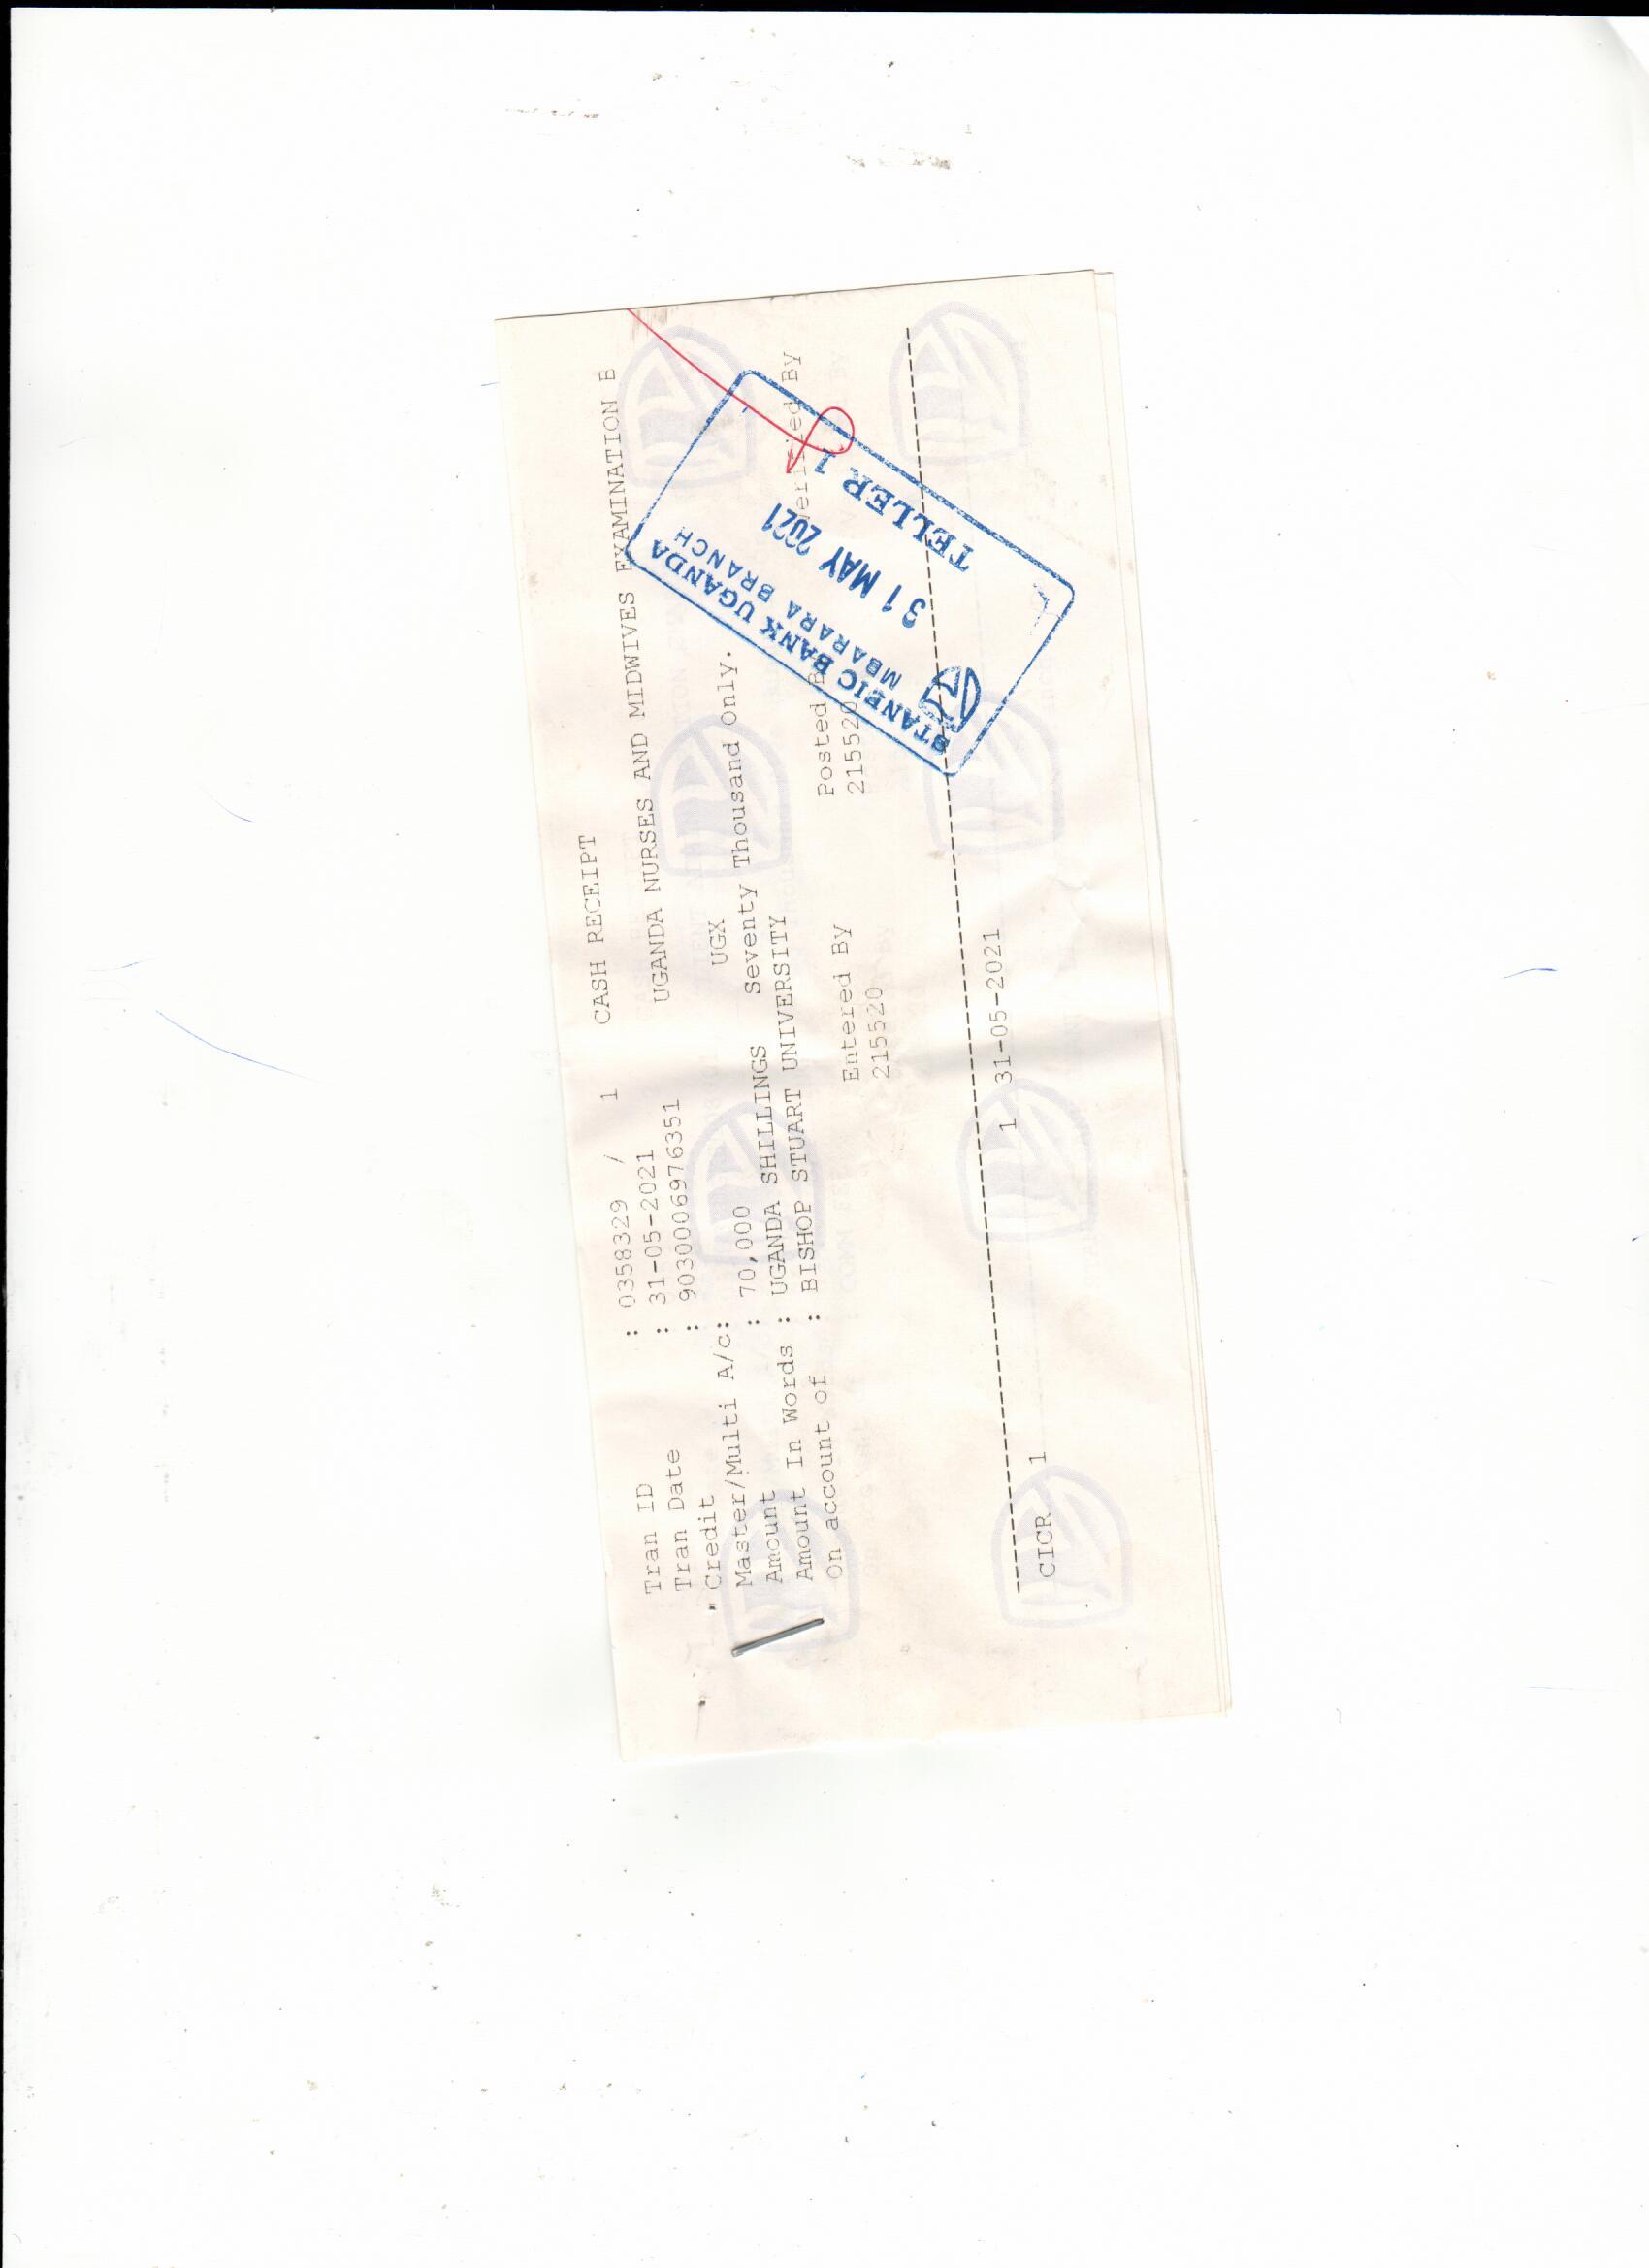 CASH RECEIPT
Tran ID : 0358329 / 1
Tran Date : 31-05-2021
Credit : 9030006976351 UGANDA NURSES AND MIDWIVES EXAMINATION B
Master/Multi A/c:
Amount : 70,000 UGX
Amount In Words : UGANDA SHILLINGS Seventy Thousand Only.
On account of : BISHOP STUART UNIVERSITY
Entered By Posted B Verified By
215520 215520
1 31-05-2021
CICR 1
STANBIC BANK UGANDA
MBARARA BRANCH
31 MAY 2021
TELLER 1